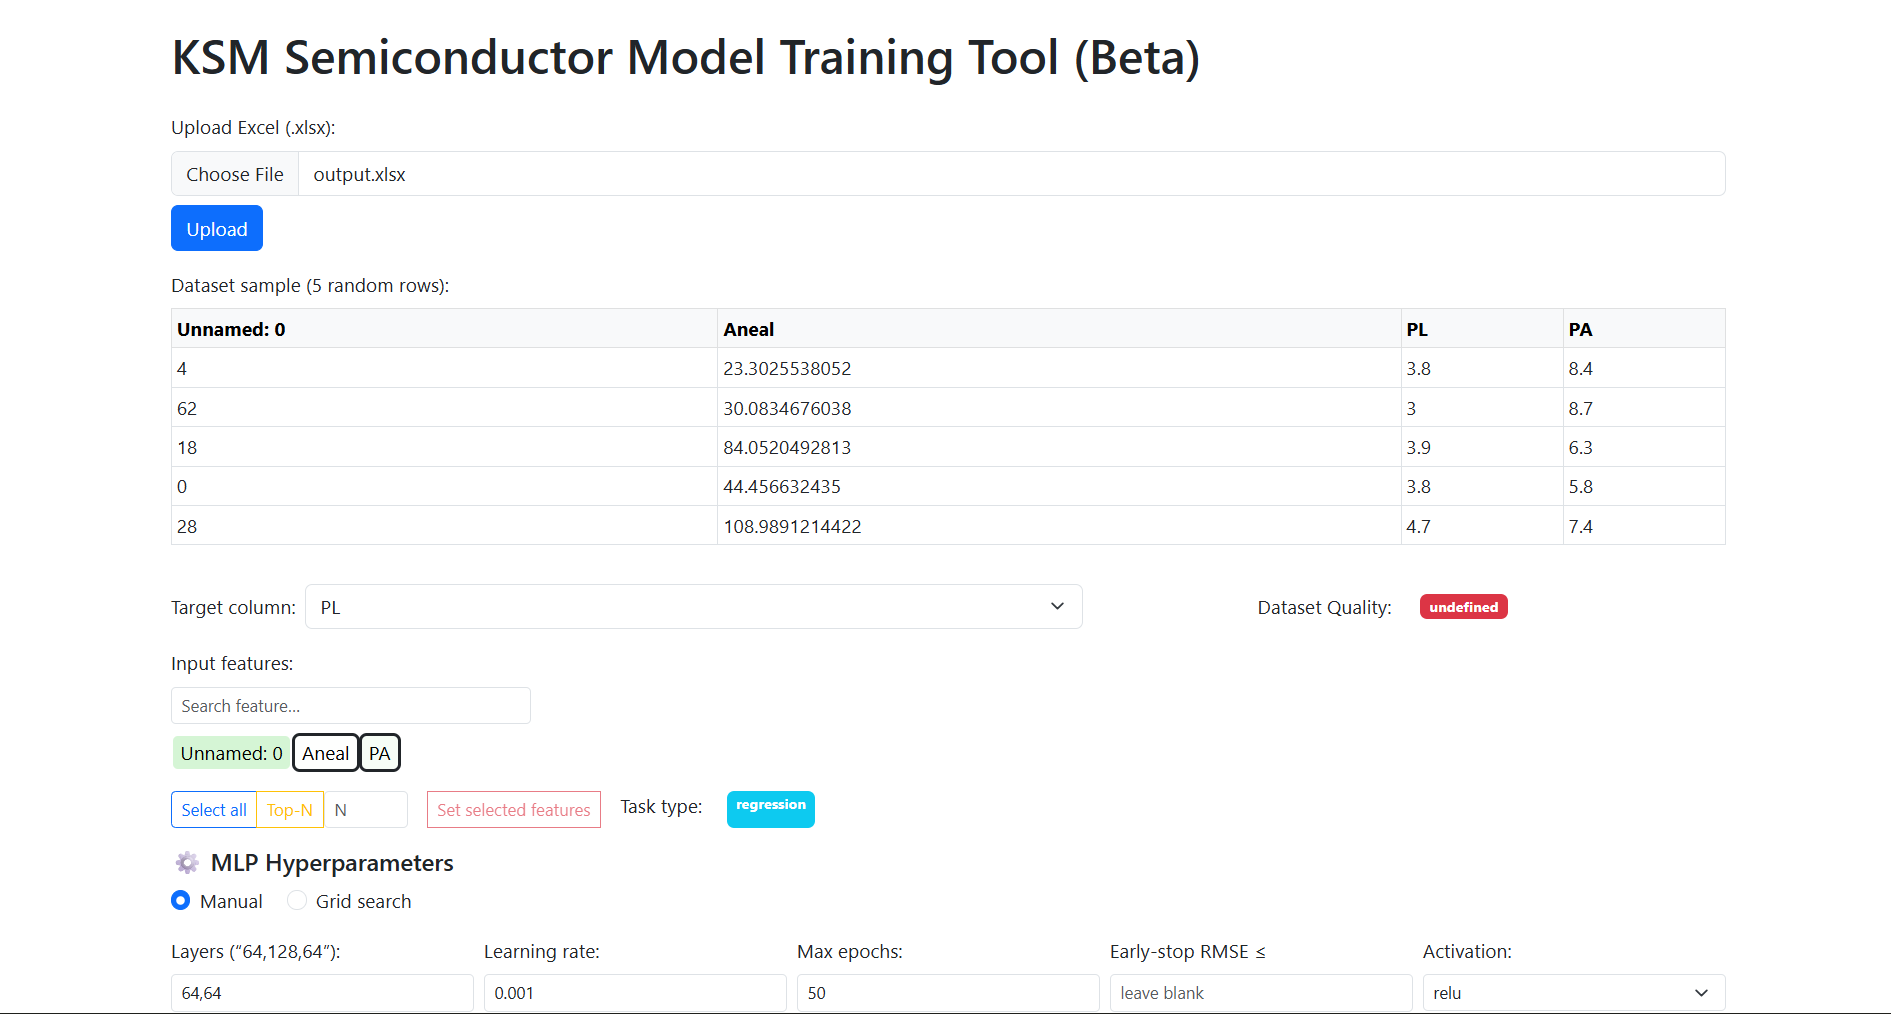 KSM Semiconductor Model Training Tool (Beta)
Upload Excel (.xlsx):
Choose File output.xlsx
Upload
Dataset sample (5 random rows):
Unnamed: 0 Aneal PL PA
4 23.3025538052 3.8 8.4
62 30.0834676038 3 8.7
18 84.0520492813 3.9 6.3
0 44.456632435 3.8 5.8
28 108.9891214422 4.7 7.4
Target column: PL Dataset Quality: undefined
Input features:
Search feature...
Unnamed: 0 Aneal PA
Select all Top-N N Set selected features Task type: regression
MLP Hyperparameters
Manual Grid search
Layers (“64,128,64”): Learning rate: Max epochs: Early-stop RMSE ≤ Activation:
64,64 0.001 50 leave blank relu